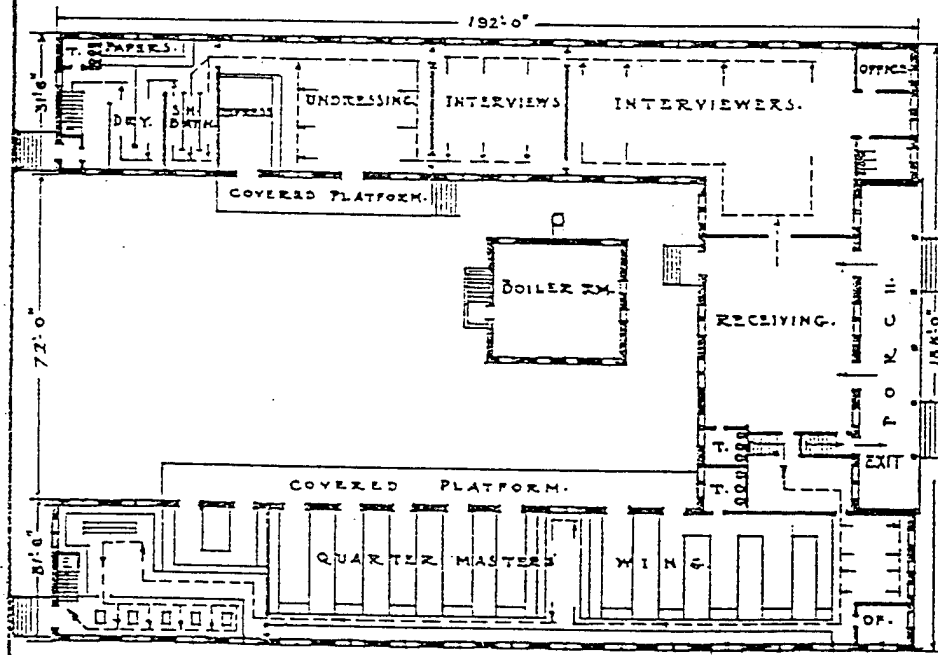 192'-0"
T.
PAPERS.
31'6"
DRY.
SH.
BATH.
PRESS
UNDRESSING
INTERVIEWS
INTERVIEWERS.
OFFICE
COVERED PLATFORM.
BOILER RM.
RECEIVING.
PORCH
72'-0"
T.
EXIT
T.
COVERED PLATFORM.
QUARTER MASTERS
WING.
OF.